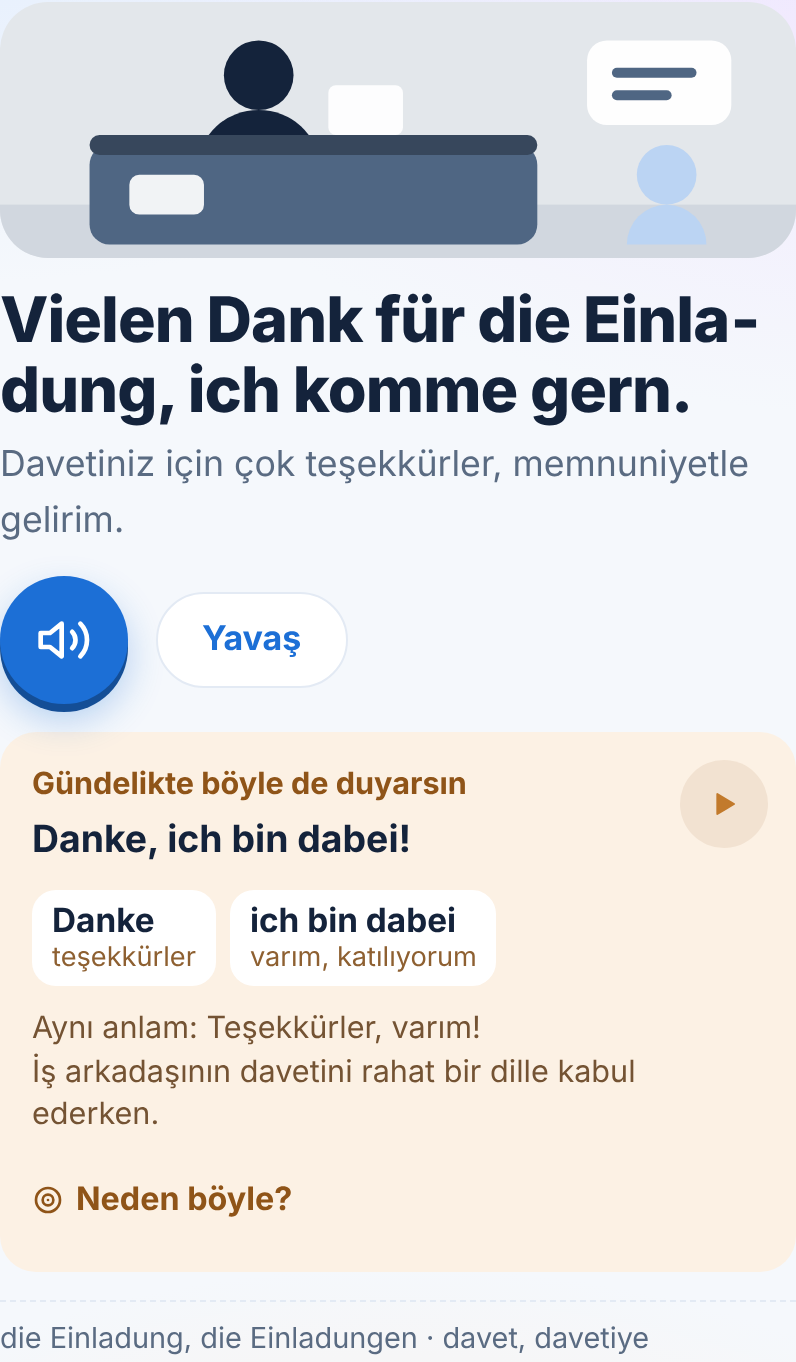 Vielen Dank für die Einla-
dung, ich komme gern.
Davetiniz için çok teşekkürler, memnuniyetle
gelirim.
Yavaş
Gündelikte böyle de duyarsın
Danke, ich bin dabei!
Danke
teşekkürler
ich bin dabei
varım, katılıyorum
Aynı anlam: Teşekkürler, varım!
İş arkadaşının davetini rahat bir dille kabul
ederken.
Neden böyle?
die Einladung, die Einladungen · davet, davetiye